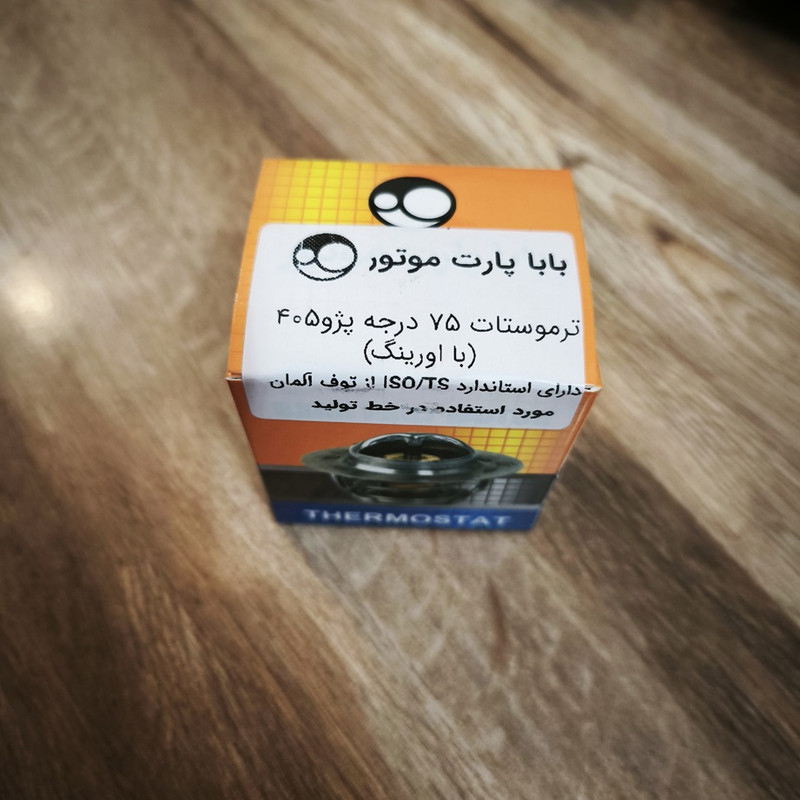 بابا پارت موتور
ترموستات ۷۵ درجه پژو۴۰۵
(با اورینگ)
دارای استاندارد ISO/TS از توف آلمان
مورد استفاده در خط تولید
THERMOSTAT